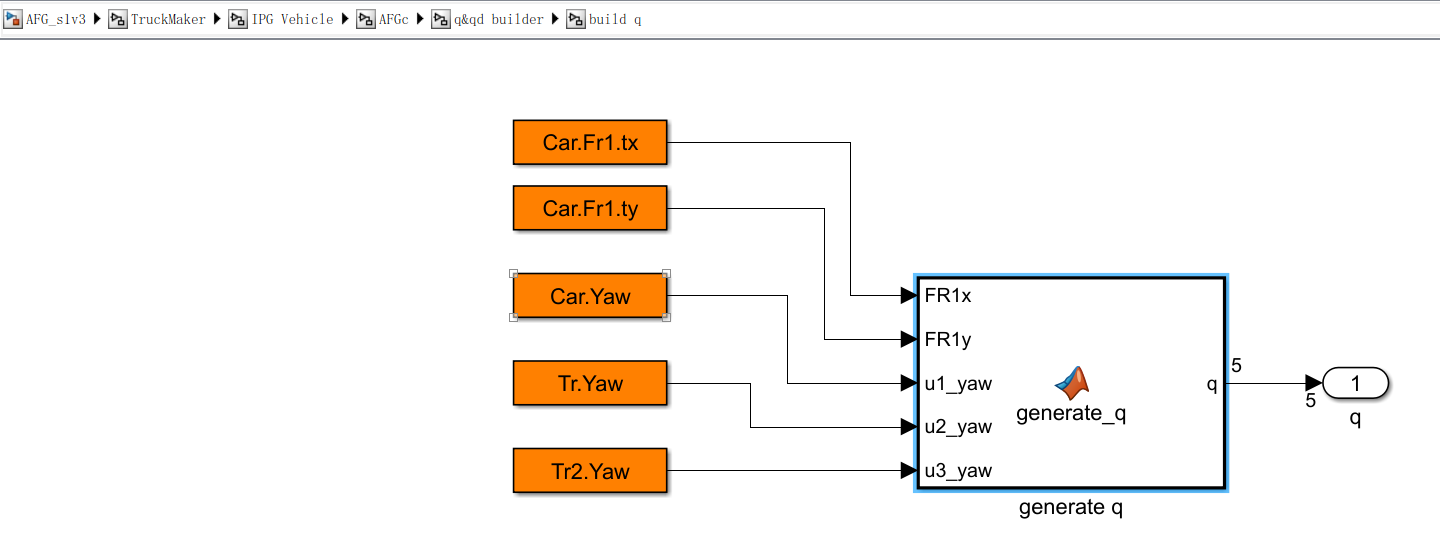 AFG_slv3 TruckMaker IPG Vehicle AFGc q&qd builder build q
Car.Fr1.tx
Car.Fr1.ty
Car.Yaw
Tr.Yaw
Tr2.Yaw
FR1x
FR1y
u1_yaw
u2_yaw
u3_yaw
generate_q
q
generate q
5
5
1
q